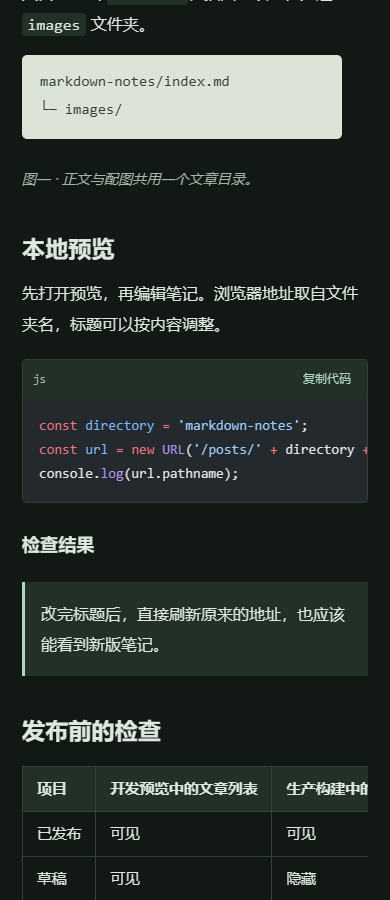 images 文件夹。
markdown-notes/index.md
└─ images/
图一 · 正文与配图共用一个文章目录。
本地预览
先打开预览，再编辑笔记。浏览器地址取自文件
夹名，标题可以按内容调整。
js 复制代码
const directory = 'markdown-notes';
const url = new URL('/posts/' + directory +
console.log(url.pathname);
检查结果
改完标题后，直接刷新原来的地址，也应该
能看到新版笔记。
发布前的检查
项目 开发预览中的文章列表 生产构建中的
已发布 可见 可见
草稿 可见 隐藏